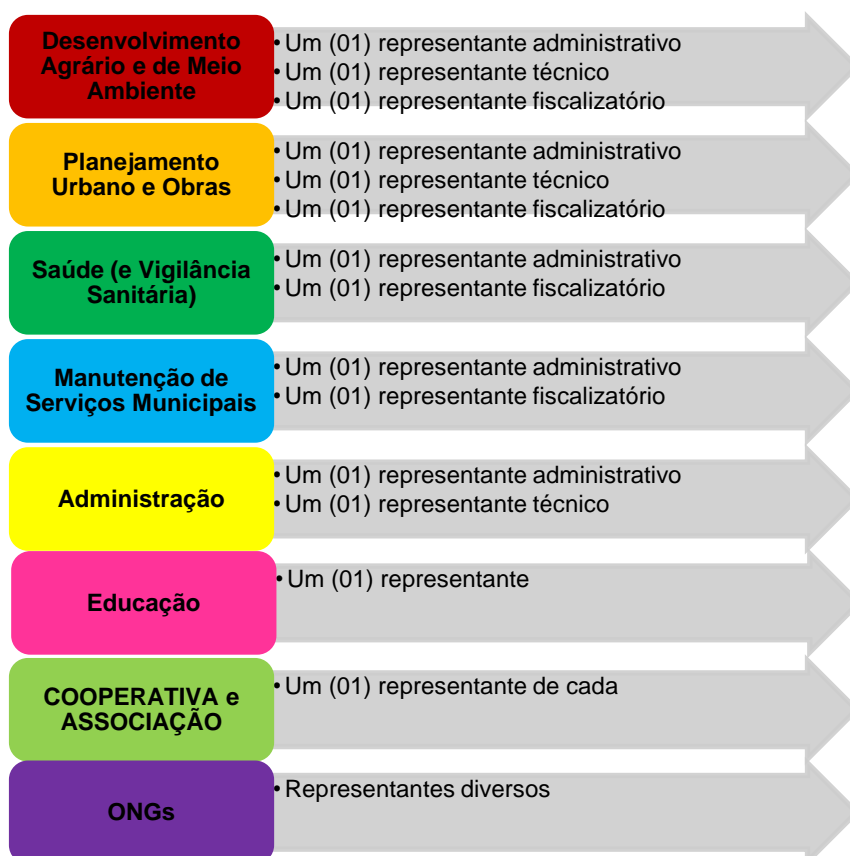 Desenvolvimento
Agrário e de Meio
Ambiente
• Um (01) representante administrativo
• Um (01) representante técnico
• Um (01) representante fiscalizatório
Planejamento
Urbano e Obras
• Um (01) representante administrativo
• Um (01) representante técnico
• Um (01) representante fiscalizatório
Saúde (e Vigilância
Sanitária)
• Um (01) representante administrativo
• Um (01) representante fiscalizatório
Manutenção de
Serviços Municipais
• Um (01) representante administrativo
• Um (01) representante fiscalizatório
Administração
• Um (01) representante administrativo
• Um (01) representante técnico
Educação
• Um (01) representante
COOPERATIVA e
ASSOCIAÇÃO
• Um (01) representante de cada
ONGs
• Representantes diversos